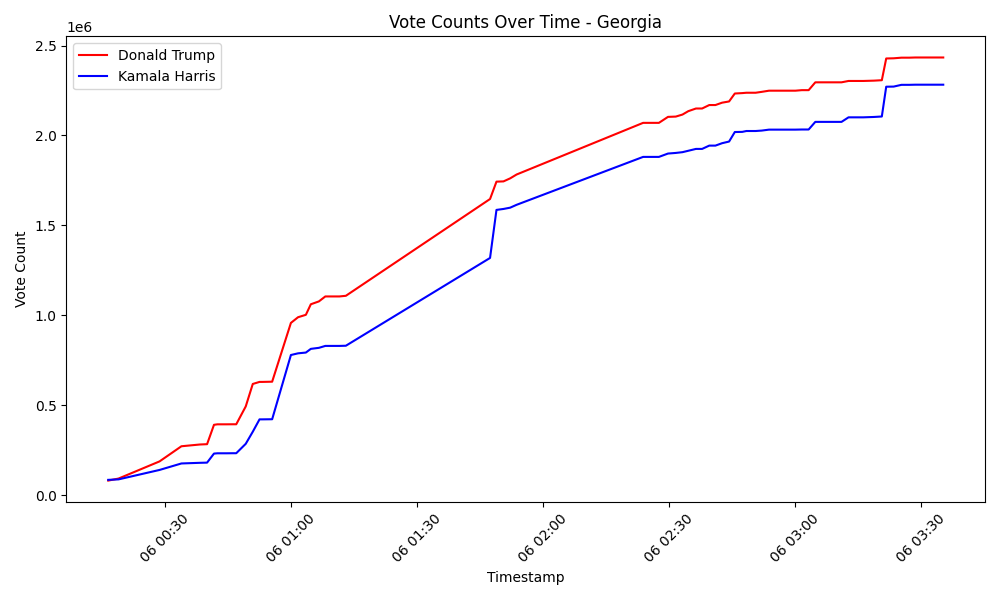 Vote Counts Over Time - Georgia
1e6
Donald Trump
Kamala Harris
2.5
2.0
1.5
1.0
0.5
0.0
Vote Count
06 00:30
06 01:00
06 01:30
06 02:00
06 02:30
06 03:00
06 03:30
Timestamp